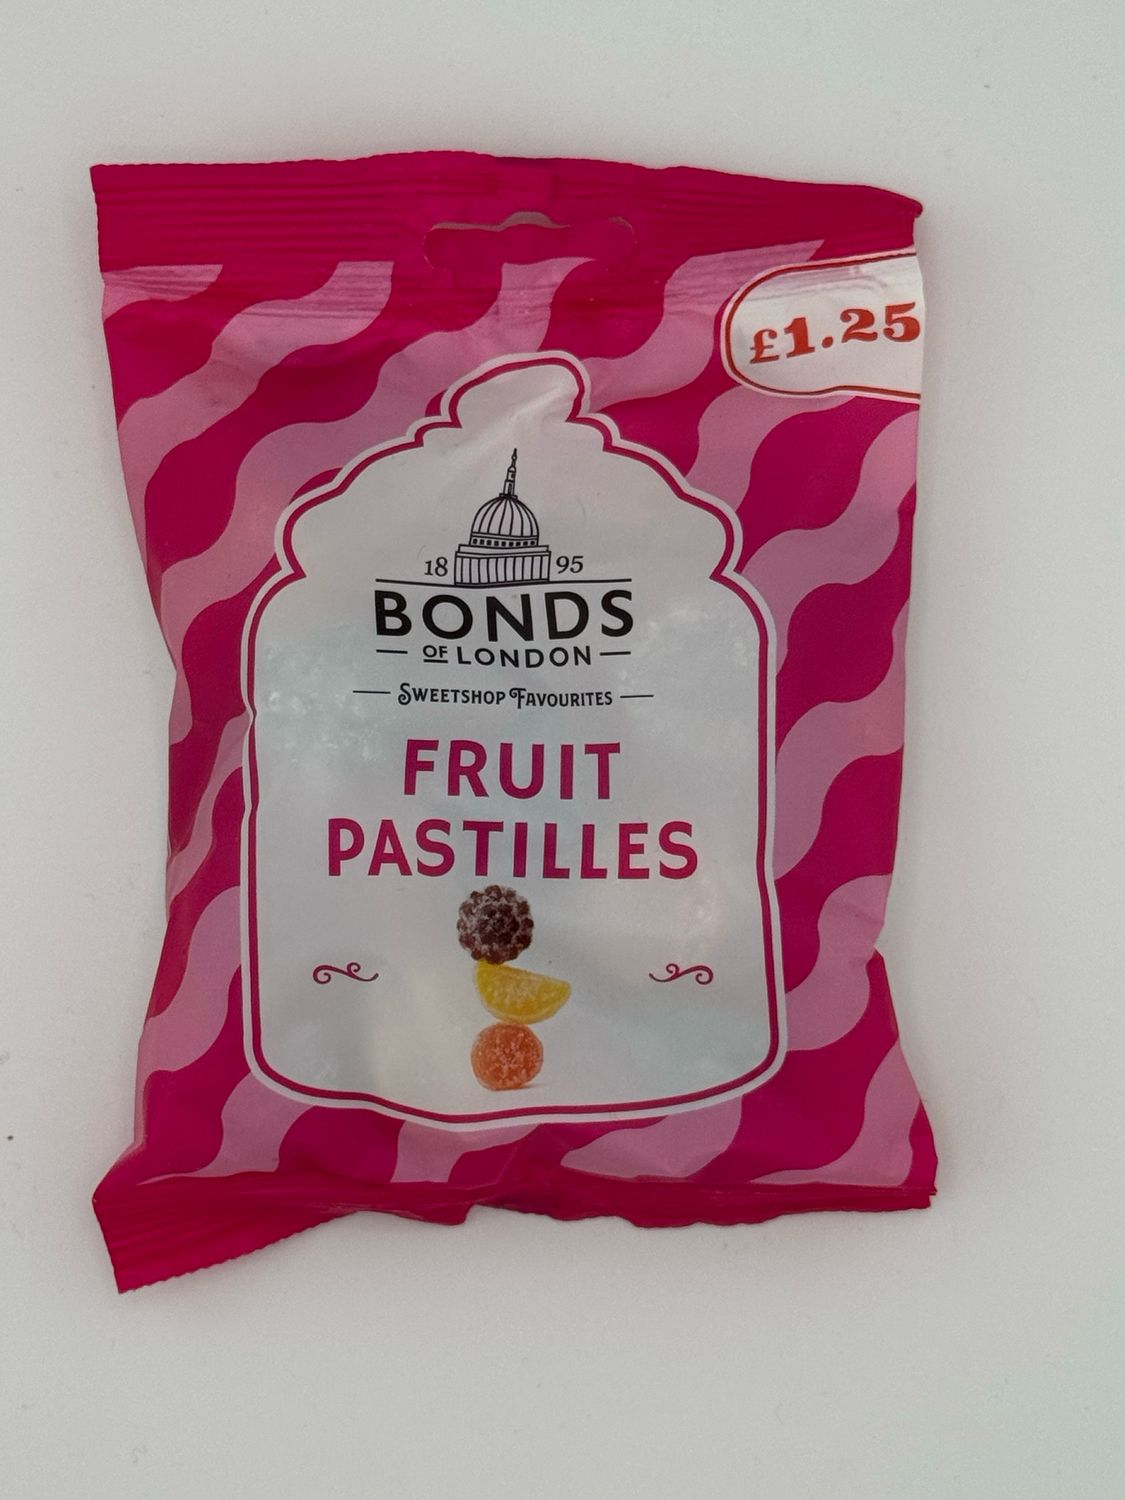 £1.25
18 95
BONDS
OF LONDON
SWEETSHOP FAVOURITES
FRUIT
PASTILLES